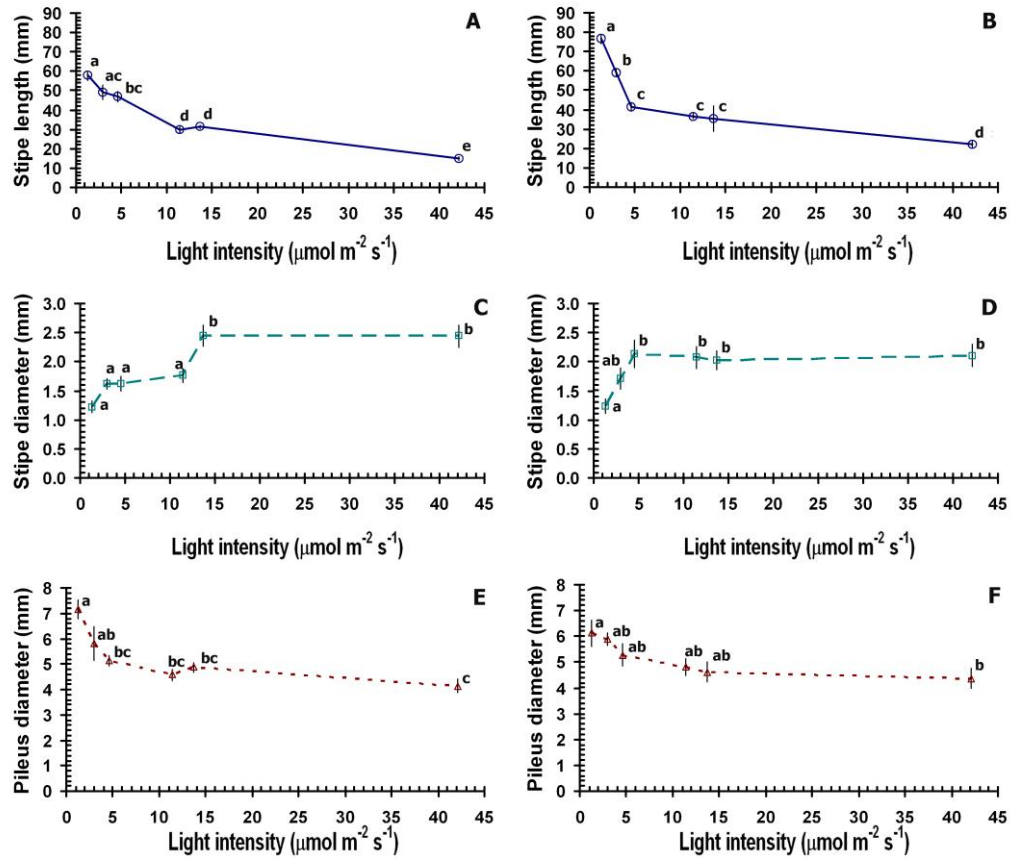 A
Stipe length (mm)
90
80
70
60
50
40
30
20
10
0
a
ac
bc
d
d
e
0 5 10 15 20 25 30 35 40 45
Light intensity (μmol m-2 s-1)
B
Stipe length (mm)
90
80
70
60
50
40
30
20
10
0
a
b
c
c
c
d
0 5 10 15 20 25 30 35 40 45
Light intensity (μmol m-2 s-1)
C
Stipe diameter (mm)
3.0
2.5
2.0
1.5
1.0
0.5
0.0
a
a
a
a
b
b
0 5 10 15 20 25 30 35 40 45
Light intensity (μmol m-2 s-1)
D
Stipe diameter (mm)
3.0
2.5
2.0
1.5
1.0
0.5
0.0
a
ab
b
b
b
b
0 5 10 15 20 25 30 35 40 45
Light intensity (μmol m-2 s-1)
E
Pileus diameter (mm)
8
7
6
5
4
3
2
1
0
a
ab
bc
bc
bc
c
0 5 10 15 20 25 30 35 40 45
Light intensity (μmol m-2 s-1)
F
Pileus diameter (mm)
8
7
6
5
4
3
2
1
0
a
ab
ab
ab
ab
b
0 5 10 15 20 25 30 35 40 45
Light intensity (μmol m-2 s-1)